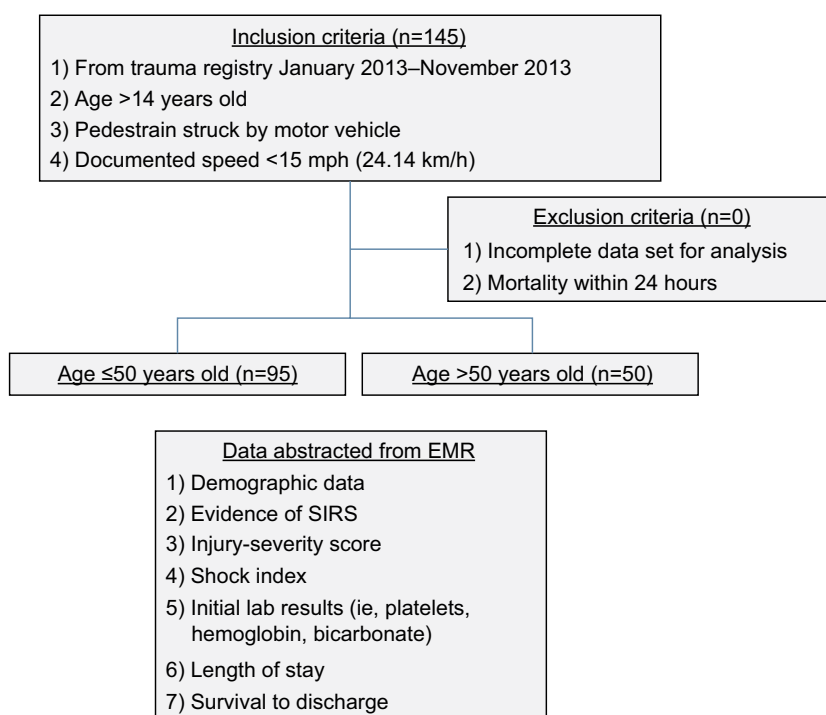 Inclusion criteria (n=145)
1) From trauma registry January 2013–November 2013
2) Age >14 years old
3) Pedestrain struck by motor vehicle
4) Documented speed <15 mph (24.14 km/h)
Exclusion criteria (n=0)
1) Incomplete data set for analysis
2) Mortality within 24 hours
Age ≤50 years old (n=95)
Age >50 years old (n=50)
Data abstracted from EMR
1) Demographic data
2) Evidence of SIRS
3) Injury-severity score
4) Shock index
5) Initial lab results (ie, platelets,
hemoglobin, bicarbonate)
6) Length of stay
7) Survival to discharge